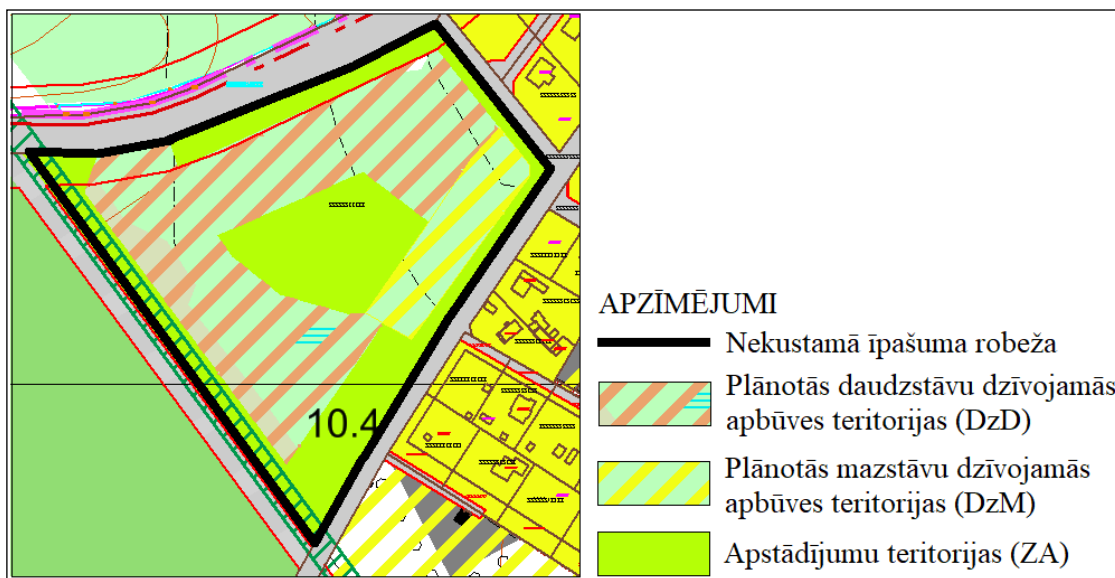 10.4
APZĪMĒJUMI
Nekustamā īpašuma robeža
Plānotās daudzstāvu dzīvojamās
apbūves teritorijas (DzD)
Plānotās mazstāvu dzīvojamās
apbūves teritorijas (DzM)
Apstādījumu teritorijas (ZA)